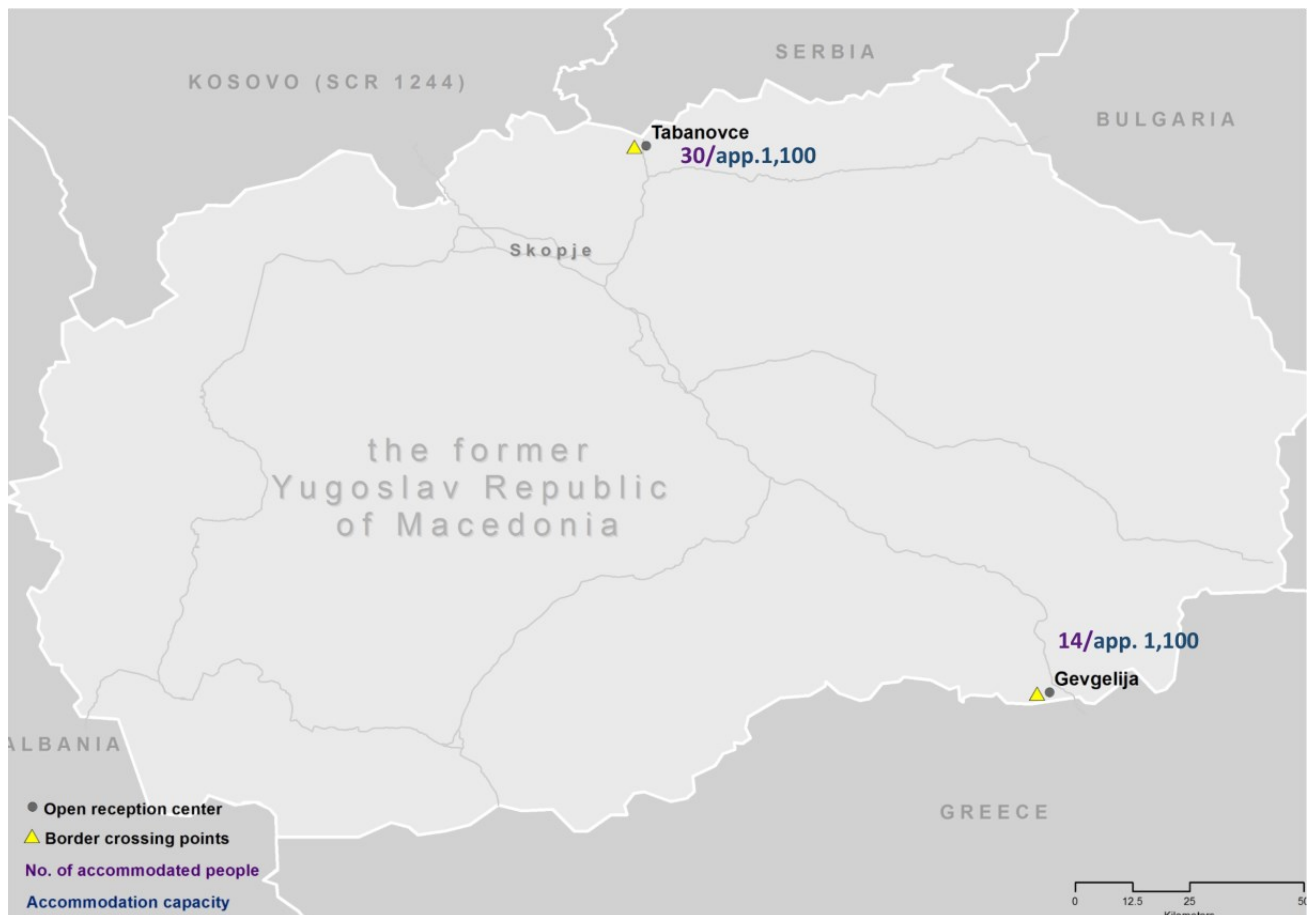 SERBIA
KOSOVO (SCR 1244)
BULGARIA
Tabanovce
30/app.1,100
Skopje
the former
Yugoslav Republic
of Macedonia
14/app. 1,100
Gevgelija
ALBANIA
GREECE
Open reception center
Border crossing points
No. of accommodated people
Accommodation capacity
0 12.5 25 50
Kilometers